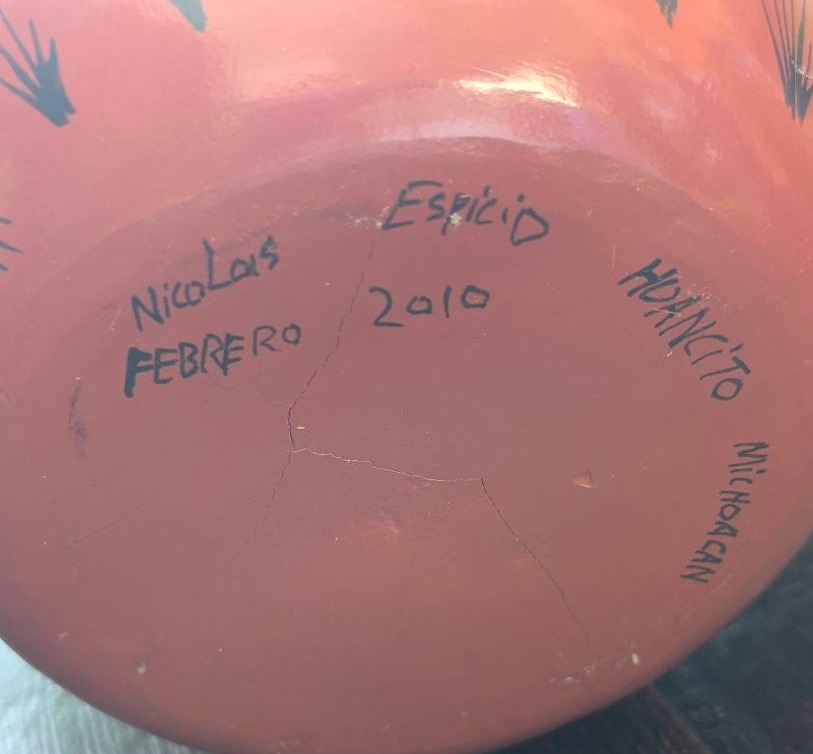 Nicolas Espicio
FEBRERO 2010
HUANCITO
MICHOACAN